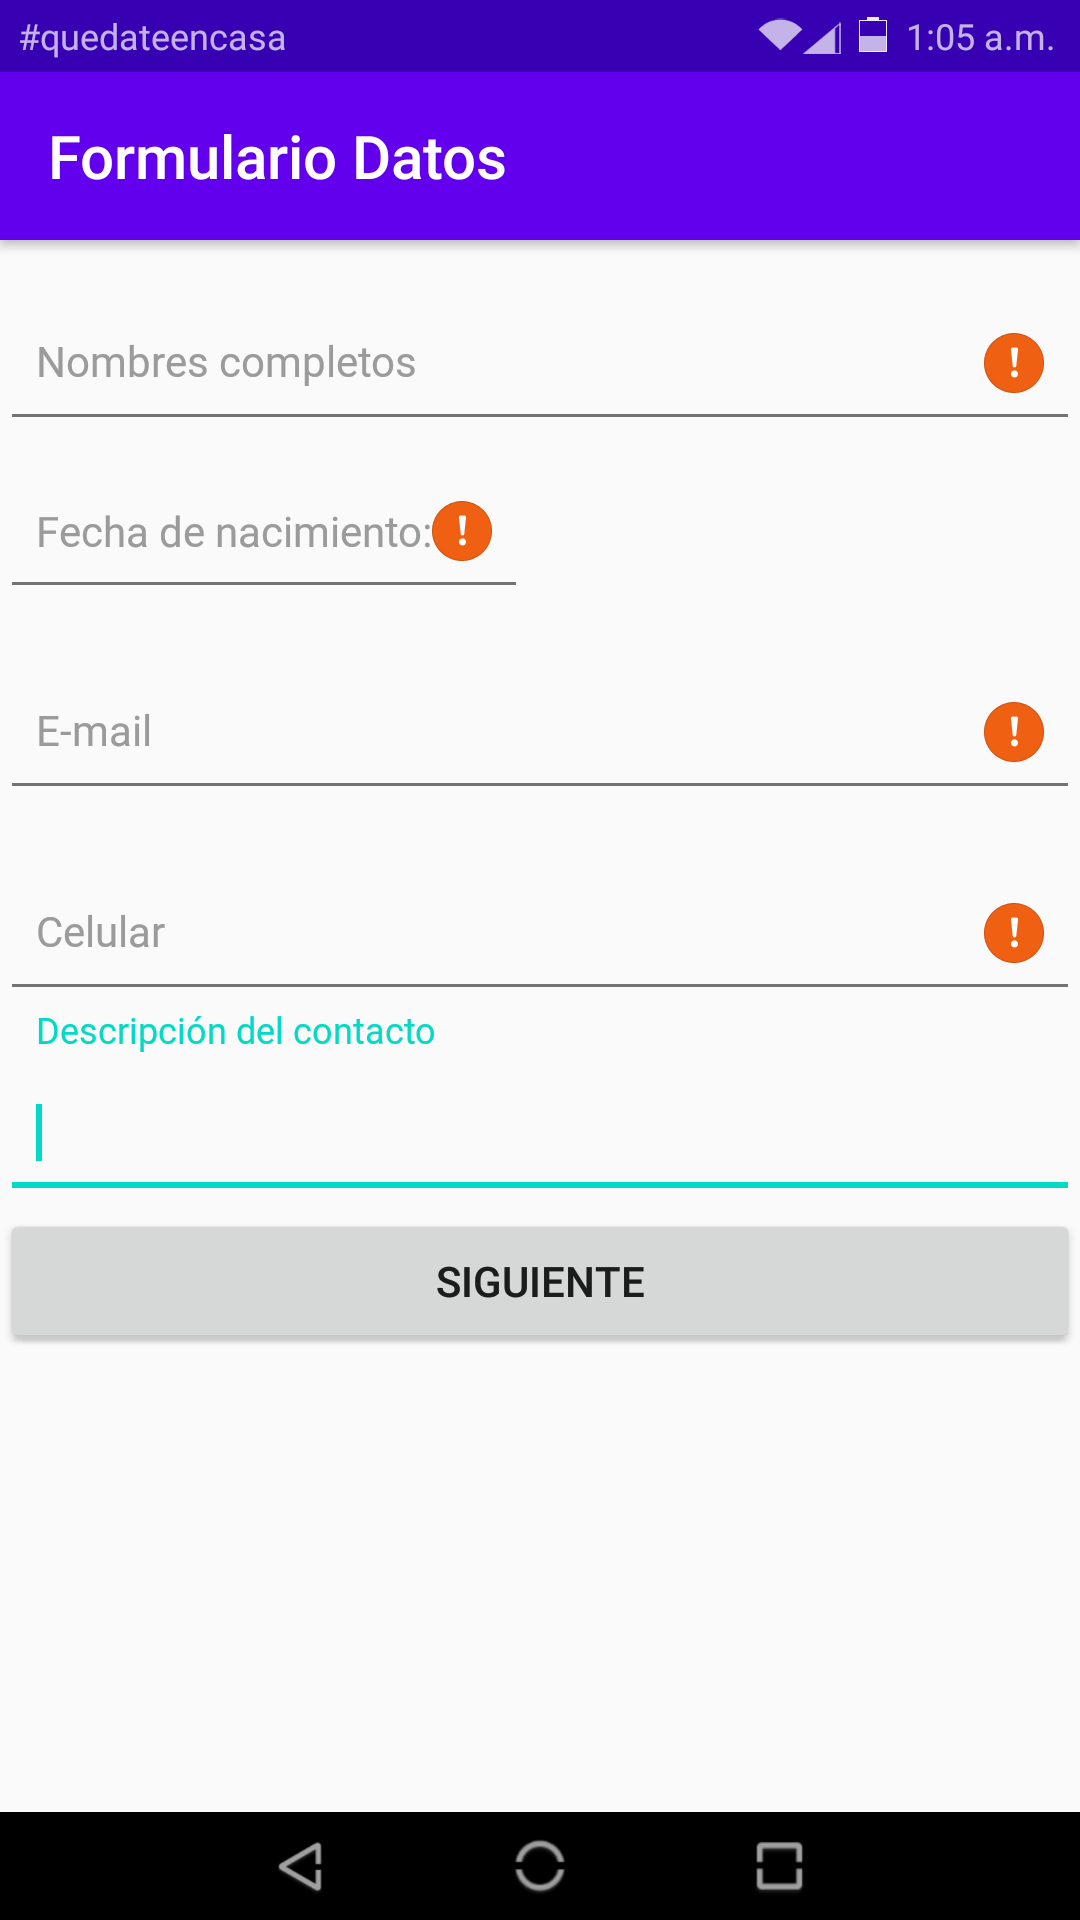 #quedateencasa 1:05 a.m.
Formulario Datos
Nombres completos
Fecha de nacimiento:
E-mail
Celular
Descripción del contacto
SIGUIENTE